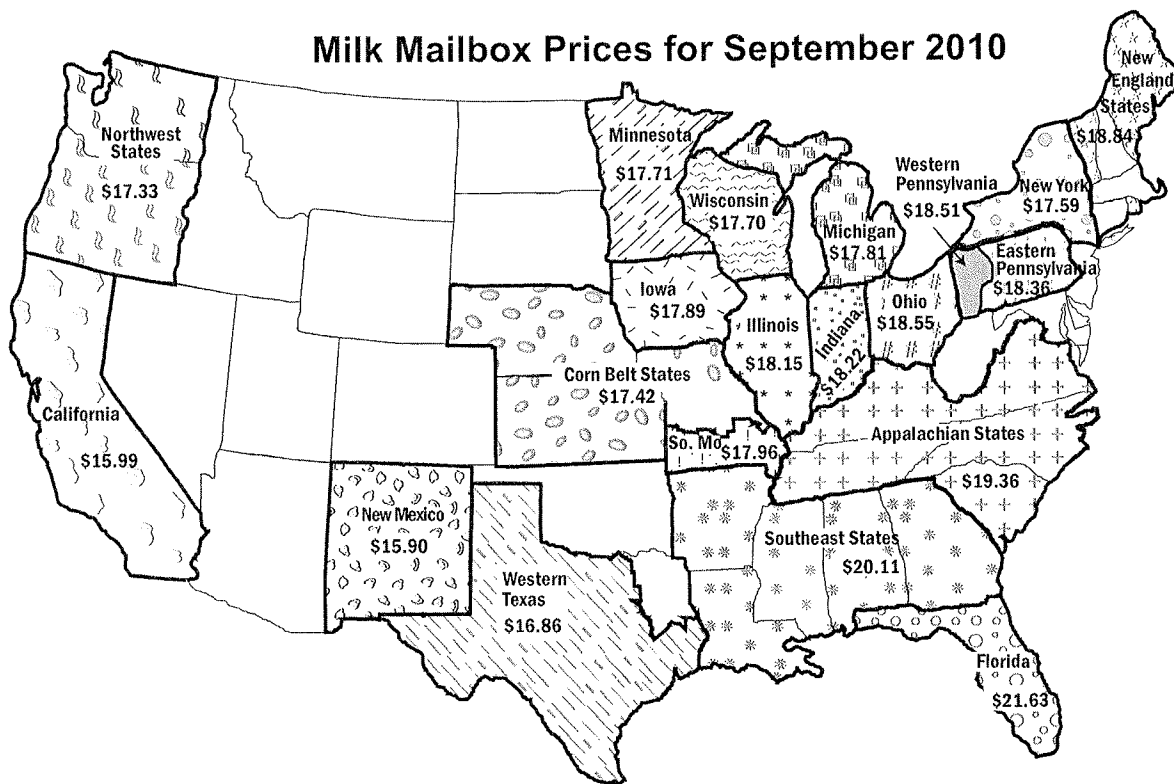 Milk Mailbox Prices for September 2010
New
England
States
$18.84
Northwest
States
$17.33
Minnesota
$17.71
Wisconsin
$17.70
Michigan
$17.81
Western
Pennsylvania
$18.51
New York
$17.59
Eastern
Pennsylvania
$18.36
Iowa
$17.89
Illinois
$18.15
Indiana
$18.22
Ohio
$18.55
Corn Belt States
$17.42
California
$15.99
So. Mo
$17.96
Appalachian States
$19.36
New Mexico
$15.90
Western
Texas
$16.86
Southeast States
$20.11
Florida
$21.63